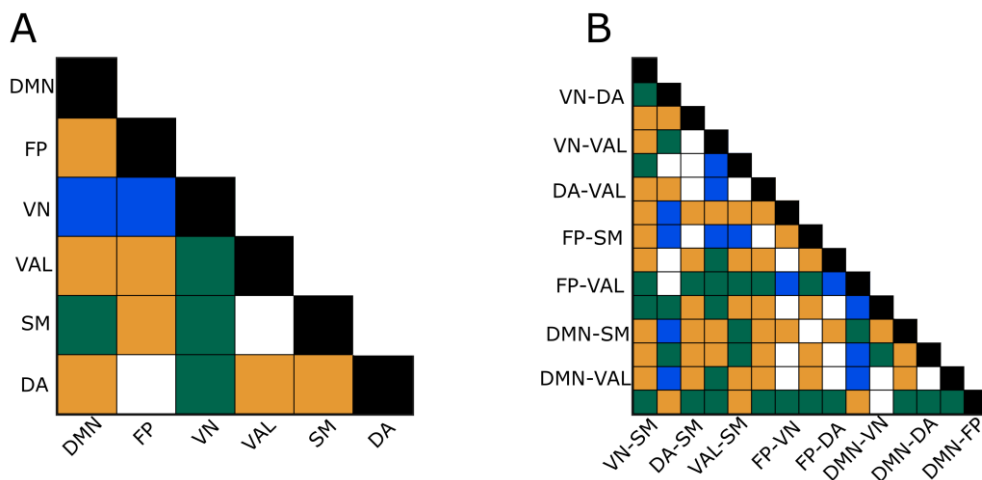 A
B
DMN
FP
VN
VAL
SM
DA
DMN
FP
VN
VAL
SM
DA
VN-DA
VN-VAL
DA-VAL
FP-SM
FP-VAL
DMN-SM
DMN-VAL
VN-SM
DA-SM
VAL-SM
FP-VN
FP-DA
DMN-VN
DMN-DA
DMN-FP